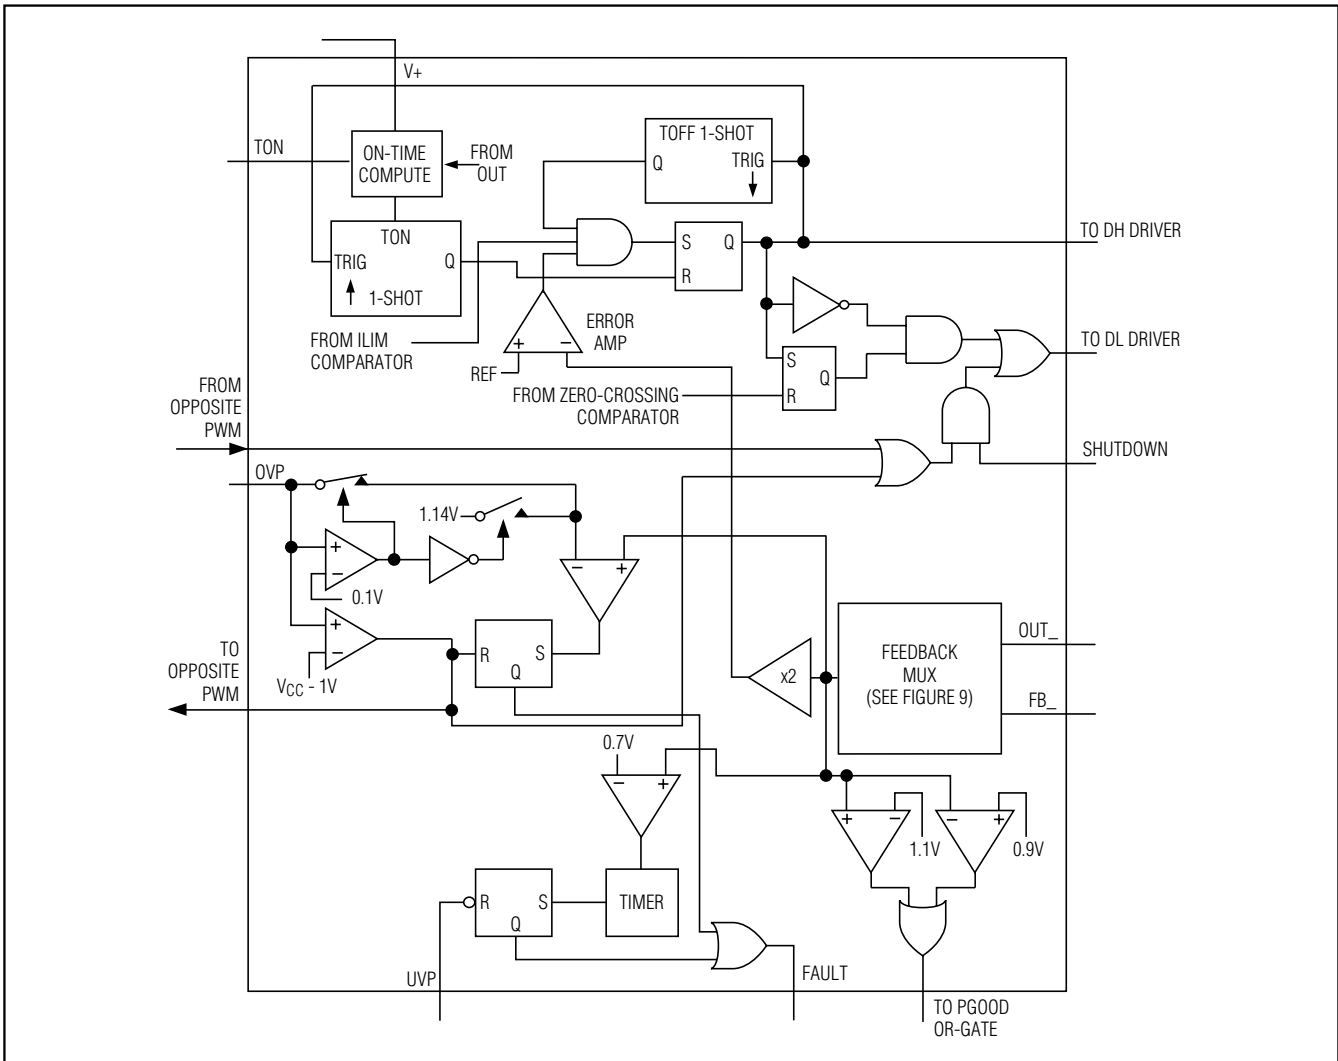 V+
TON
ON-TIME
COMPUTE
FROM
OUT
TOFF 1-SHOT
Q
TRIG
TON
TRIG
Q
1-SHOT
S
Q
R
TO DH DRIVER
FROM ILIM
COMPARATOR
ERROR
AMP
+
−
REF
S
Q
R
TO DL DRIVER
FROM ZERO-CROSSING
COMPARATOR
FROM
OPPOSITE
PWM
SHUTDOWN
OVP
1.14V
+
−
0.1V
−
+
+
−
VCC - 1V
TO
OPPOSITE
PWM
R
S
Q
x2
FEEDBACK
MUX
(SEE FIGURE 9)
OUT_
FB_
0.7V
−
+
+
−
1.1V
−
+
0.9V
R
S
Q
TIMER
UVP
FAULT
TO PGOOD
OR-GATE